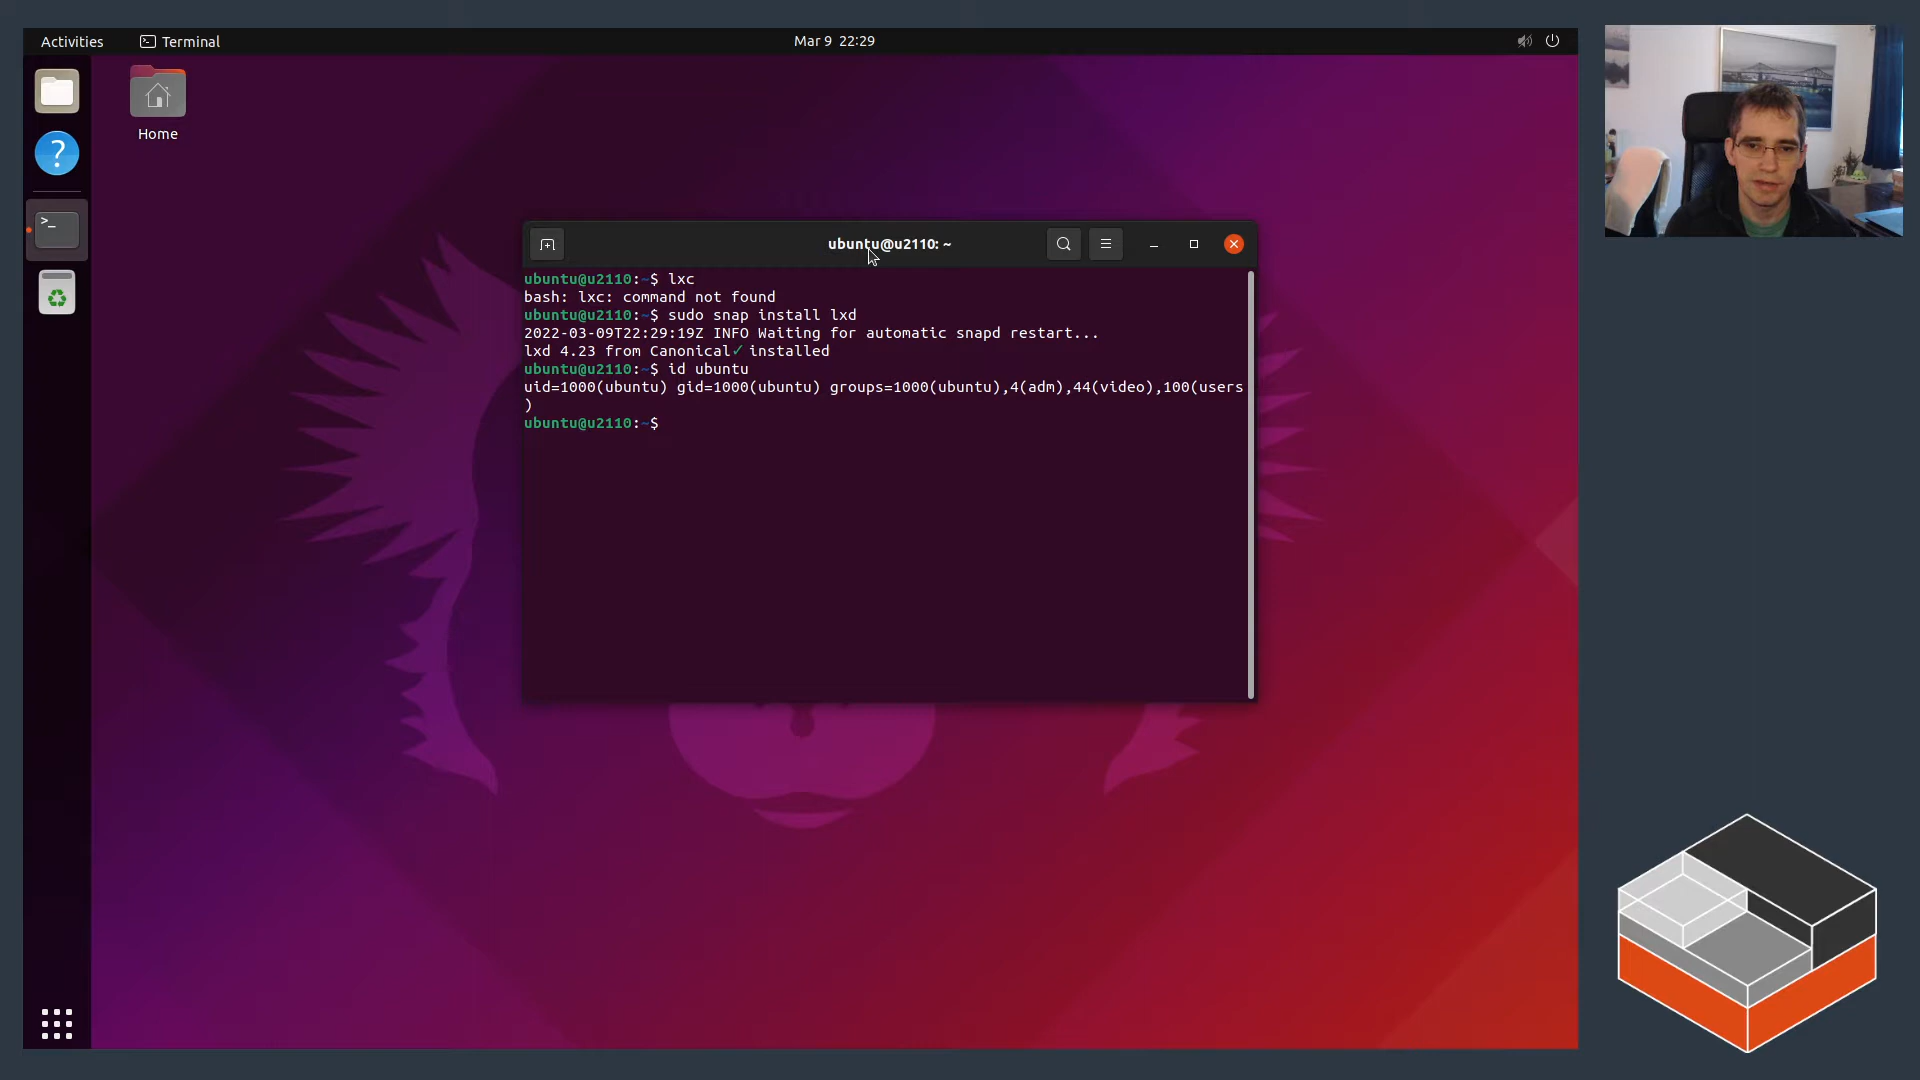 Activities
Terminal
Mar 9 22:29
Home
ubuntu@u2110: ~
ubuntu@u2110:~$ lxc
bash: lxc: command not found
ubuntu@u2110:~$ sudo snap install lxd
2022-03-09T22:29:19Z INFO Waiting for automatic snapd restart...
lxd 4.23 from Canonical✓ installed
ubuntu@u2110:~$ id ubuntu
uid=1000(ubuntu) gid=1000(ubuntu) groups=1000(ubuntu),4(adm),44(video),100(users
)
ubuntu@u2110:~$